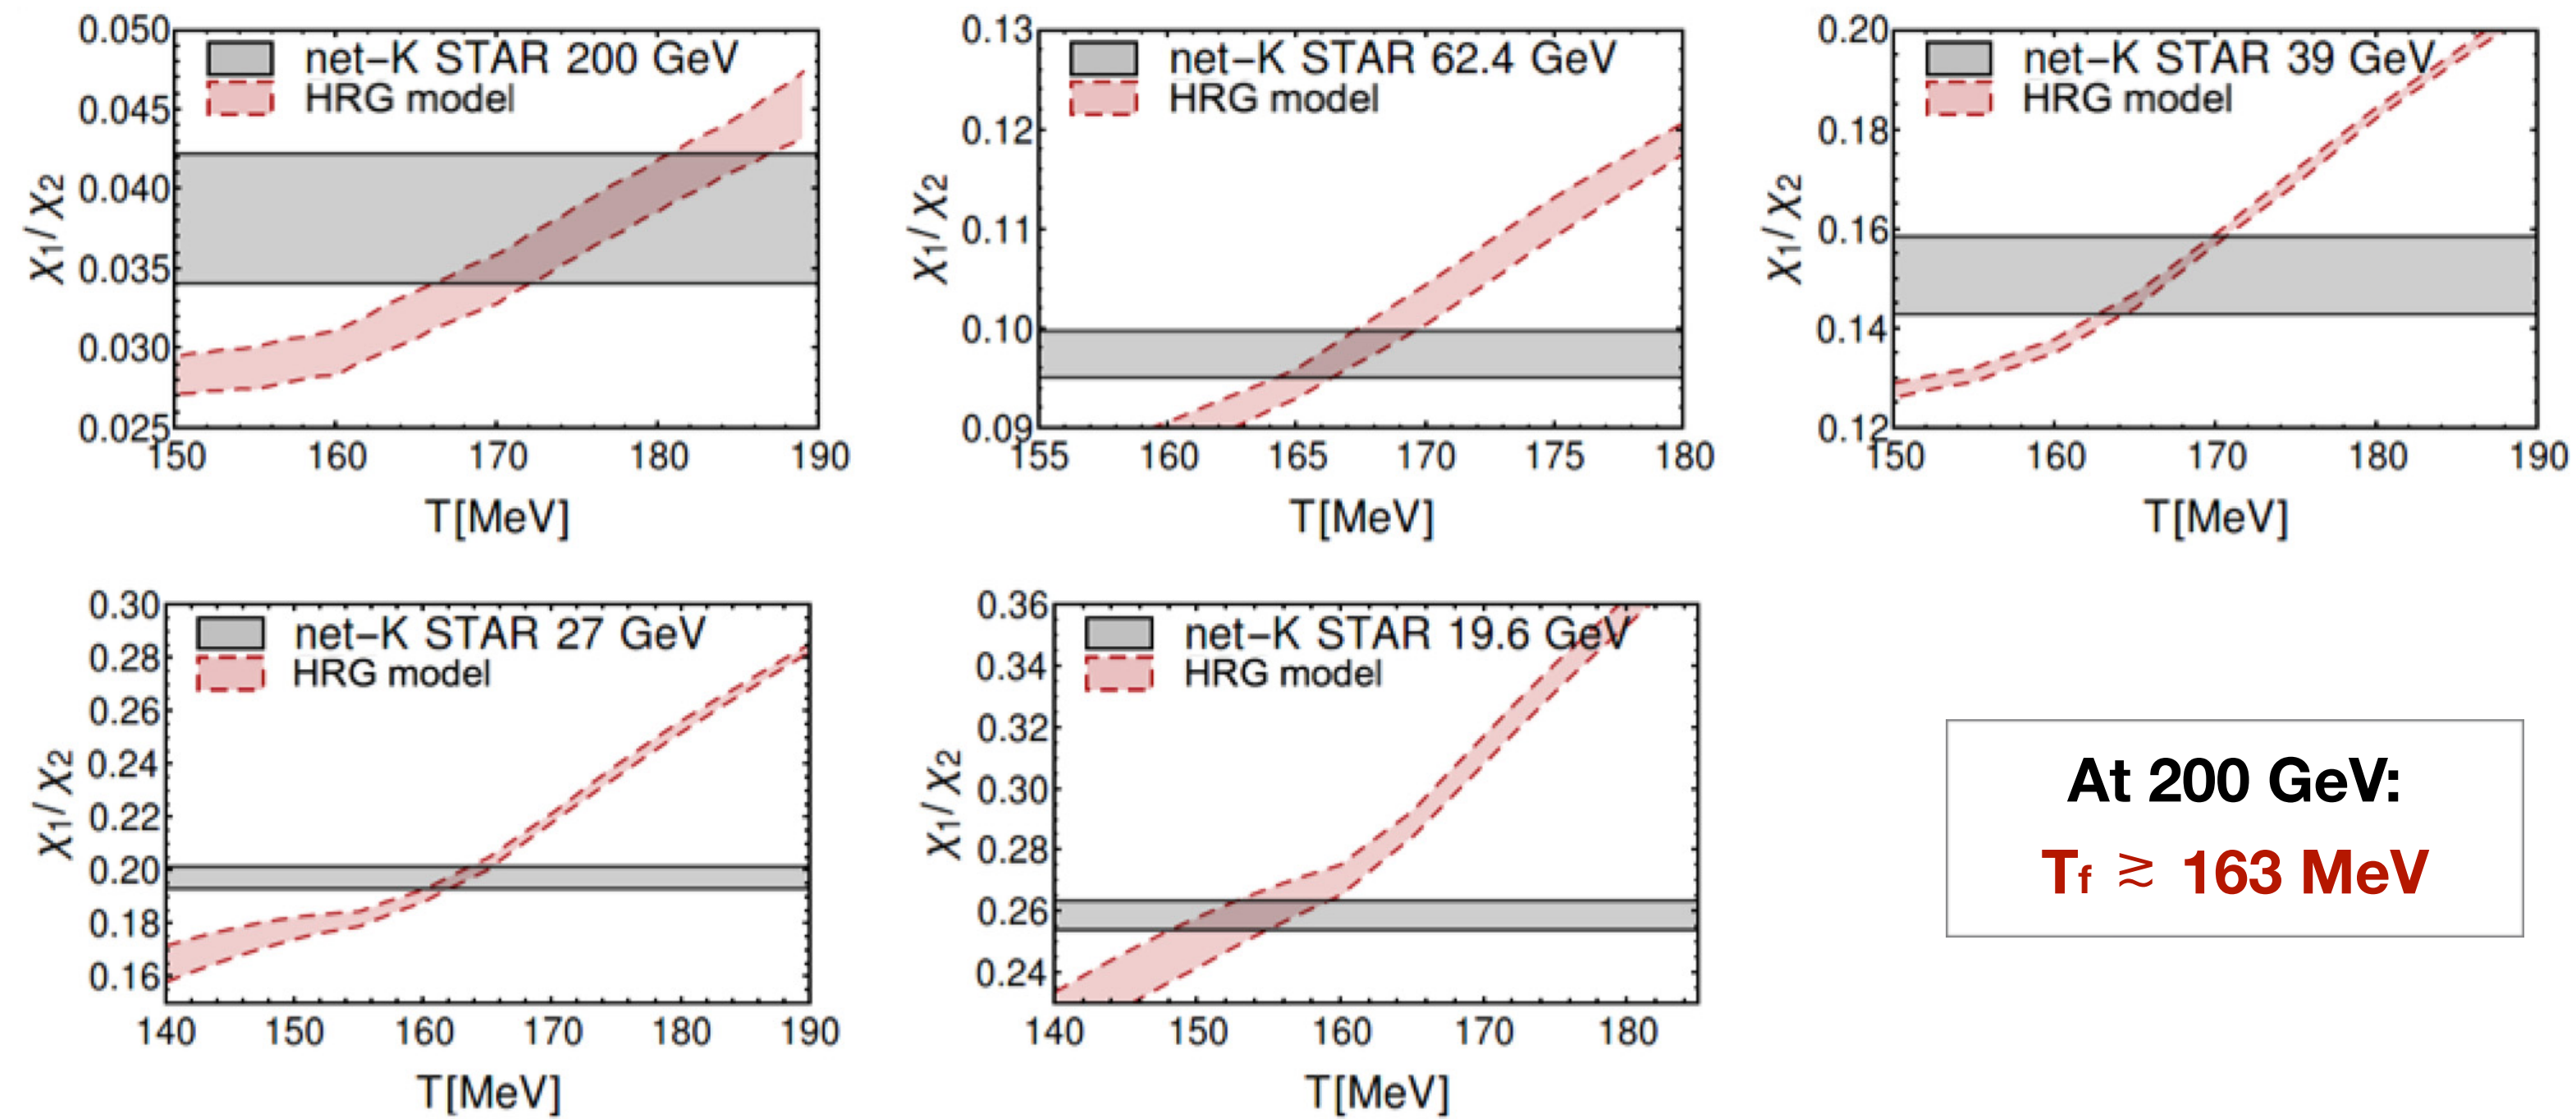 0.050
0.045
0.040
0.035
0.030
0.025
χ1/χ2
net−K STAR 200 GeV
HRG model
150 160 170 180 190
T[MeV]
0.13
0.12
0.11
0.10
0.09
χ1/χ2
net−K STAR 62.4 GeV
HRG model
155 160 165 170 175 180
T[MeV]
0.20
0.18
0.16
0.14
0.12
χ1/χ2
net−K STAR 39 GeV
HRG model
150 160 170 180 190
T[MeV]
0.30
0.28
0.26
0.24
0.22
0.20
0.18
0.16
χ1/χ2
net−K STAR 27 GeV
HRG model
140 150 160 170 180 190
T[MeV]
0.36
0.34
0.32
0.30
0.28
0.26
0.24
χ1/χ2
net−K STAR 19.6 GeV
HRG model
140 150 160 170 180
T[MeV]
At 200 GeV:
Tf ≳ 163 MeV